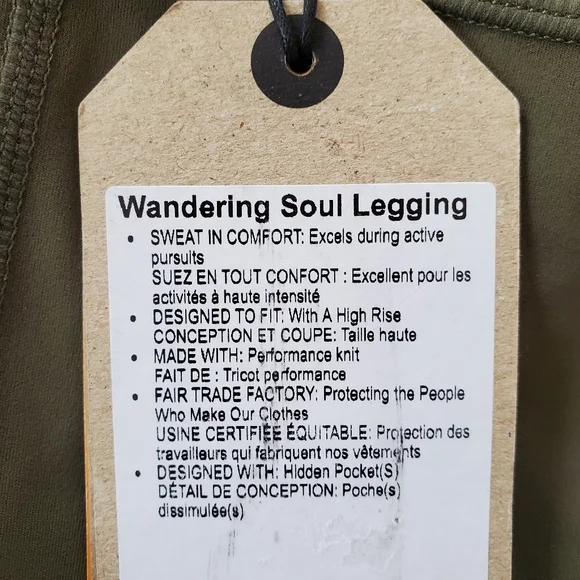 Wandering Soul Legging
• SWEAT IN COMFORT: Excels during active
pursuits
SUEZ EN TOUT CONFORT : Excellent pour les
activités à haute intensité
• DESIGNED TO FIT: With A High Rise
CONCEPTION ET COUPE: Taille haute
• MADE WITH: Performance knit
FAIT DE : Tricot performance
• FAIR TRADE FACTORY: Protecting the People
Who Make Our Clothes
USINE CERTIFIÉE ÉQUITABLE: Protection des
travailleurs qui fabriquent nos vêtements
• DESIGNED WITH: Hidden Pocket(S)
DÉTAIL DE CONCEPTION: Poche(s)
dissimulée(s)